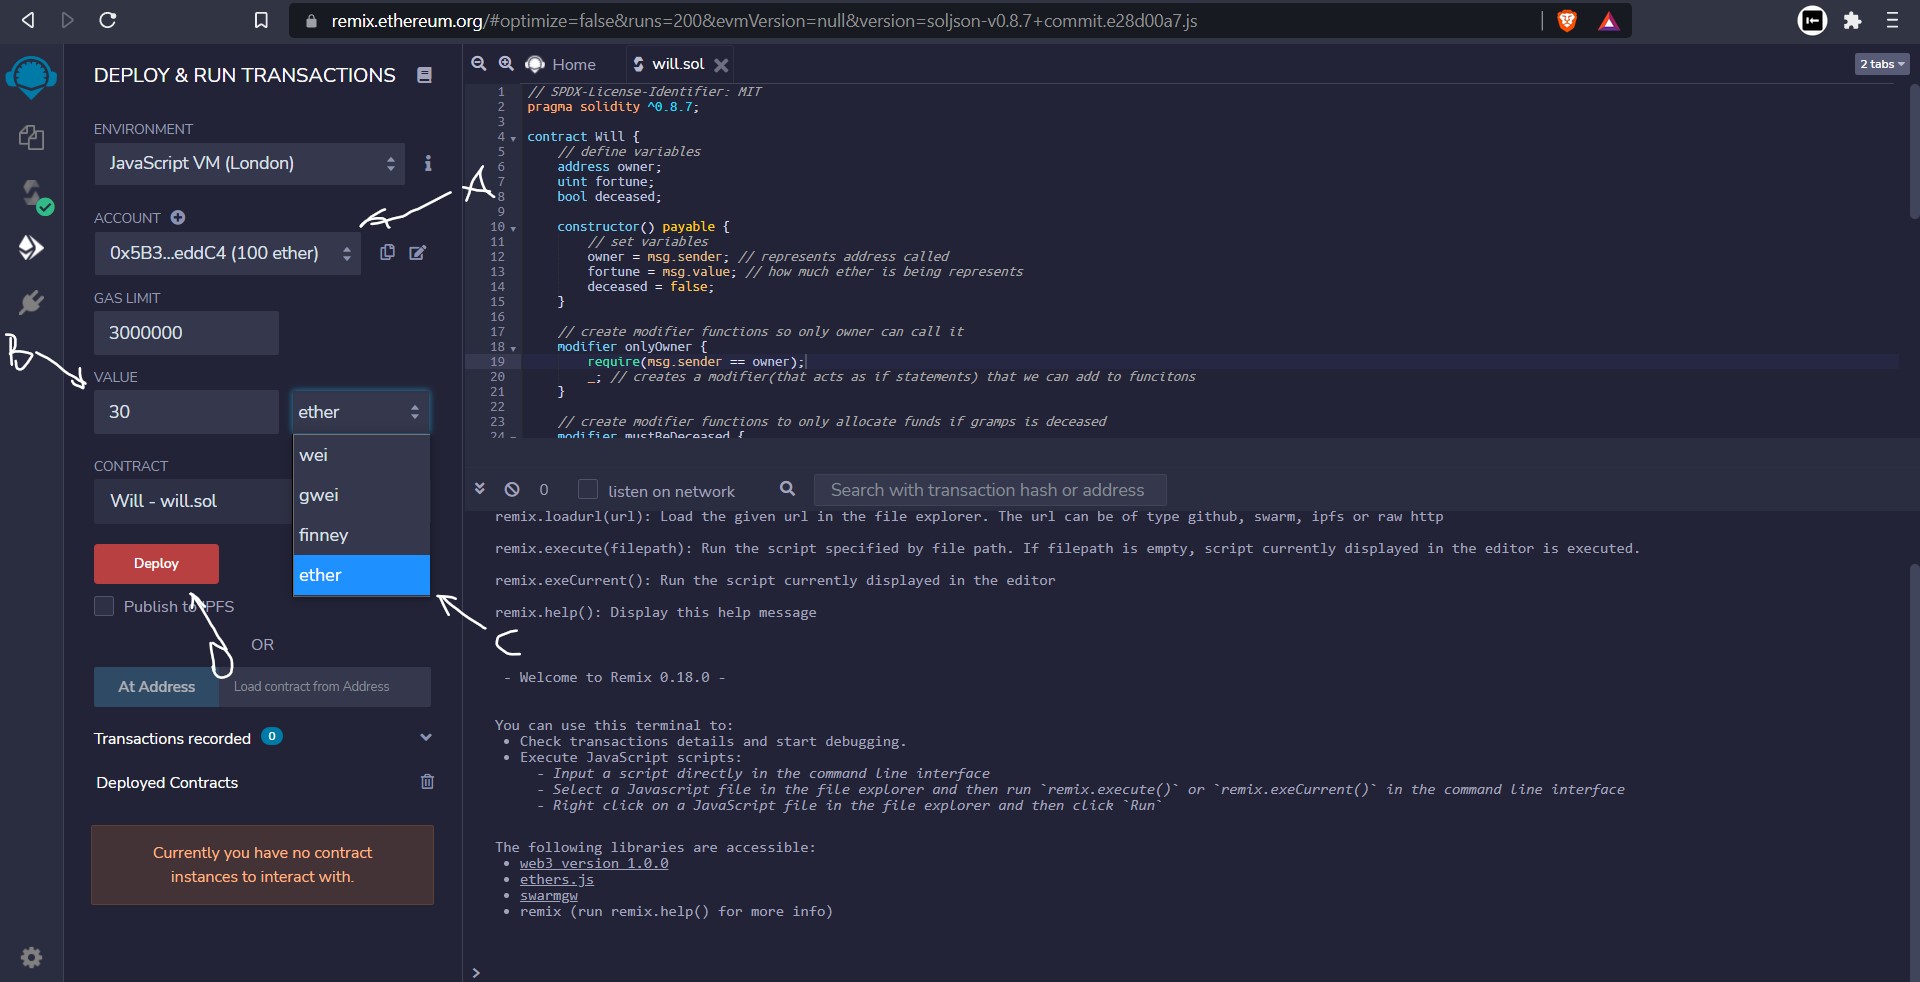 remix.ethereum.org/#optimize=false&runs=200&evmVersion=null&version=soljson-v0.8.7+commit.e28d00a7.js
DEPLOY & RUN TRANSACTIONS
ENVIRONMENT
JavaScript VM (London)
A
ACCOUNT
0x5B3...eddC4 (100 ether)
GAS LIMIT
3000000
B
VALUE
30
ether
wei
gwei
finney
ether
C
CONTRACT
Will - will.sol
Deploy
Publish to IPFS
D
OR
At Address
Load contract from Address
Transactions recorded 0
Deployed Contracts
Currently you have no contract
instances to interact with.
Home
will.sol
2 tabs
1 // SPDX-License-Identifier: MIT
2 pragma solidity ^0.8.7;
3
4 contract Will {
5 // define variables
6 address owner;
7 uint fortune;
8 bool deceased;
9
10 constructor() payable {
11 // set variables
12 owner = msg.sender; // represents address called
13 fortune = msg.value; // how much ether is being represents
14 deceased = false;
15 }
16
17 // create modifier functions so only owner can call it
18 modifier onlyOwner {
19 require(msg.sender == owner);
20 _; // creates a modifier(that acts as if statements) that we can add to funcitons
21 }
22
23 // create modifier functions to only allocate funds if gramps is deceased
24 modifier mustBeDeceased {
0
listen on network
Search with transaction hash or address
remix.loadurl(url): Load the given url in the file explorer. The url can be of type github, swarm, ipfs or raw http
remix.execute(filepath): Run the script specified by file path. If filepath is empty, script currently displayed in the editor is executed.
remix.exeCurrent(): Run the script currently displayed in the editor
remix.help(): Display this help message
- Welcome to Remix 0.18.0 -
You can use this terminal to:
• Check transactions details and start debugging.
• Execute JavaScript scripts:
- Input a script directly in the command line interface
- Select a Javascript file in the file explorer and then run `remix.execute()` or `remix.exeCurrent()` in the command line interface
- Right click on a JavaScript file in the file explorer and then click `Run`
The following libraries are accessible:
• web3 version 1.0.0
• ethers.js
• swarmgw
• remix (run remix.help() for more info)
>